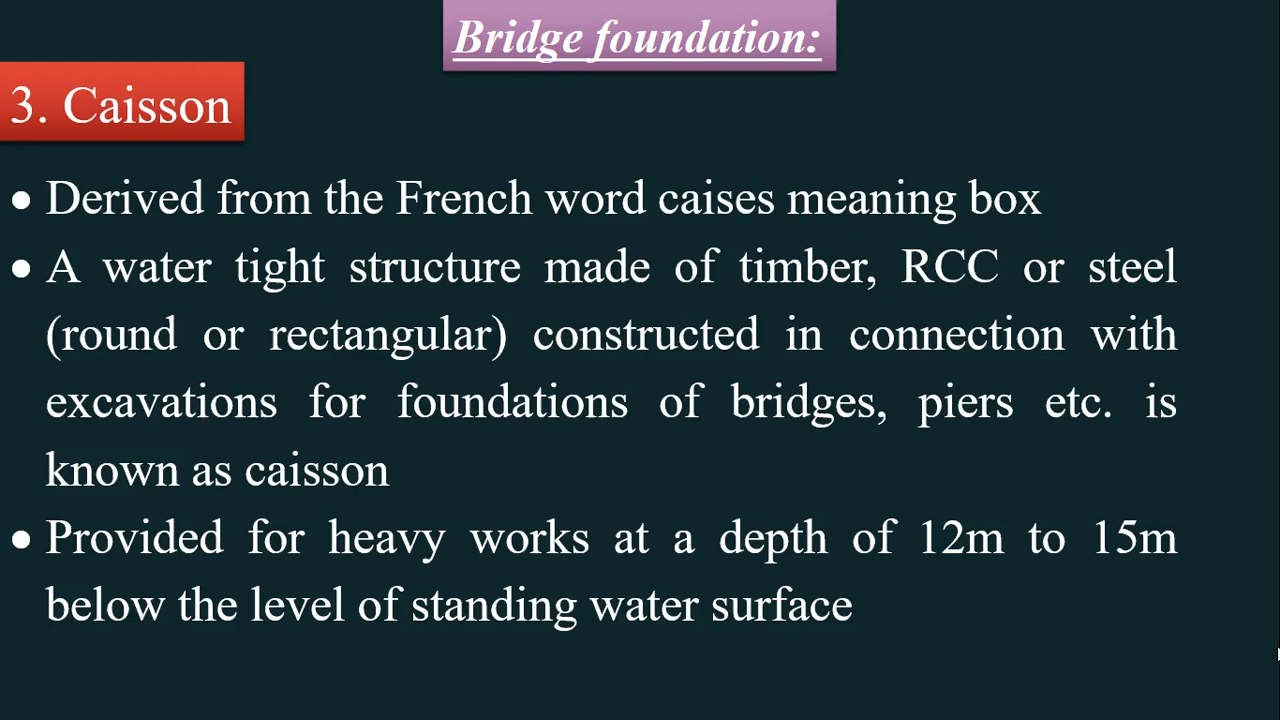 Bridge foundation:
3. Caisson
• Derived from the French word caises meaning box
• A water tight structure made of timber, RCC or steel
(round or rectangular) constructed in connection with
excavations for foundations of bridges, piers etc. is
known as caisson
• Provided for heavy works at a depth of 12m to 15m
below the level of standing water surface